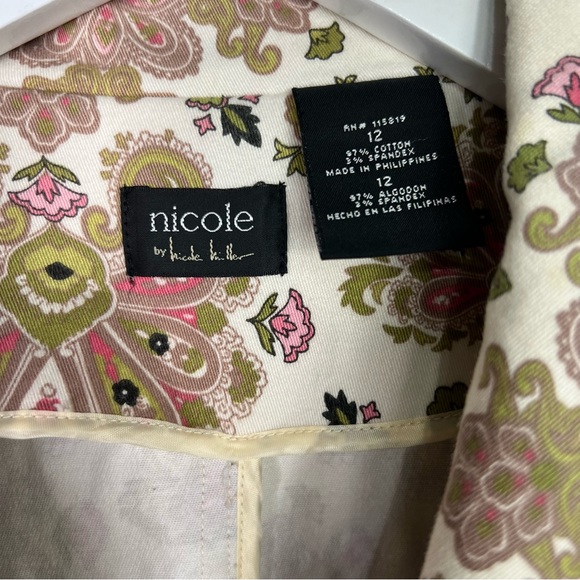 nicole
by nicole miller
RN# 115819
12
97% COTTON
3% SPANDEX
MADE IN PHILIPPINES
12
97% ALGODON
3% SPANDEX
HECHO EN LAS FILIPINAS